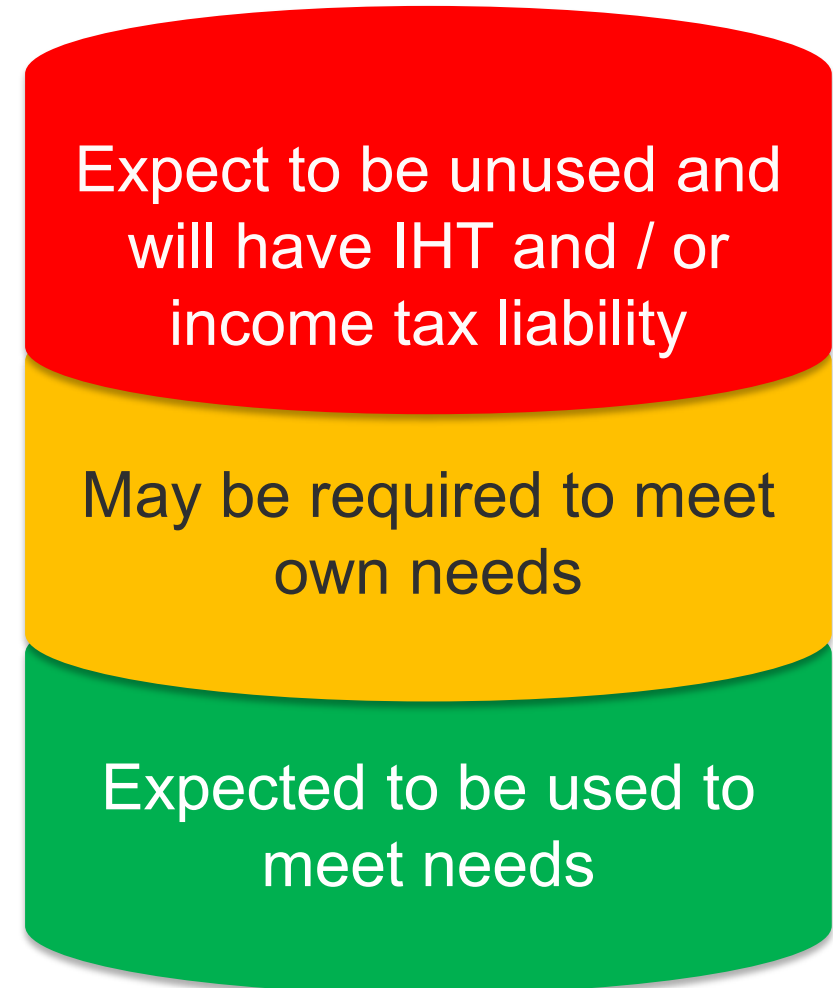 Expect to be unused and
will have IHT and / or
income tax liability
May be required to meet
own needs
Expected to be used to
meet needs